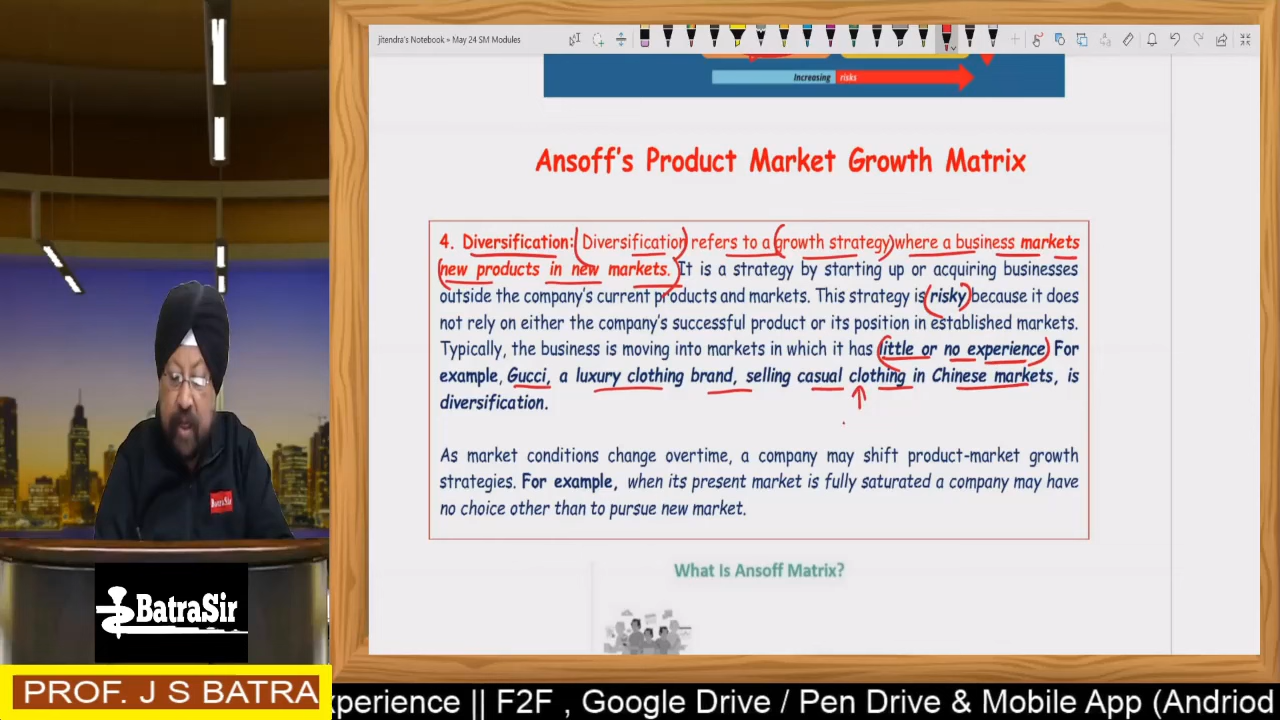 jitendra's Notebook » May 24 SM Modules
Increasing risks
Ansoff's Product Market Growth Matrix
4. Diversification: Diversification refers to a growth strategy where a business markets
new products in new markets. It is a strategy by starting up or acquiring businesses
outside the company's current products and markets. This strategy is risky because it does
not rely on either the company's successful product or its position in established markets.
Typically, the business is moving into markets in which it has little or no experience For
example, Gucci, a luxury clothing brand, selling casual clothing in Chinese markets, is
diversification.
As market conditions change overtime, a company may shift product-market growth
strategies. For example, when its present market is fully saturated a company may have
no choice other than to pursue new market.
What Is Ansoff Matrix?
BatraSir
BatraSir
PROF. J S BATRA
xperience || F2F , Google Drive / Pen Drive & Mobile App (Andriod